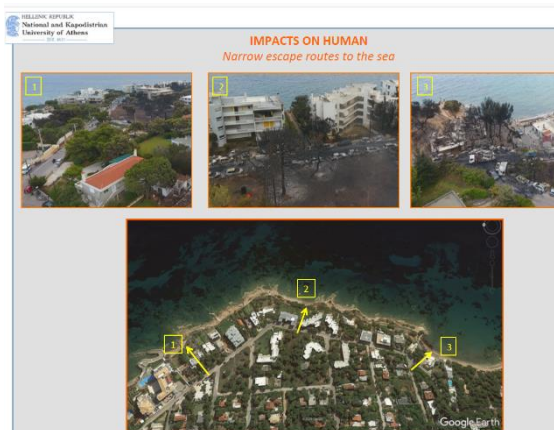 HELLENIC REPUBLIC
National and Kapodistrian
University of Athens
IMPACTS ON HUMAN
Narrow escape routes to the sea
1
2
3
2
1
3
Google Earth